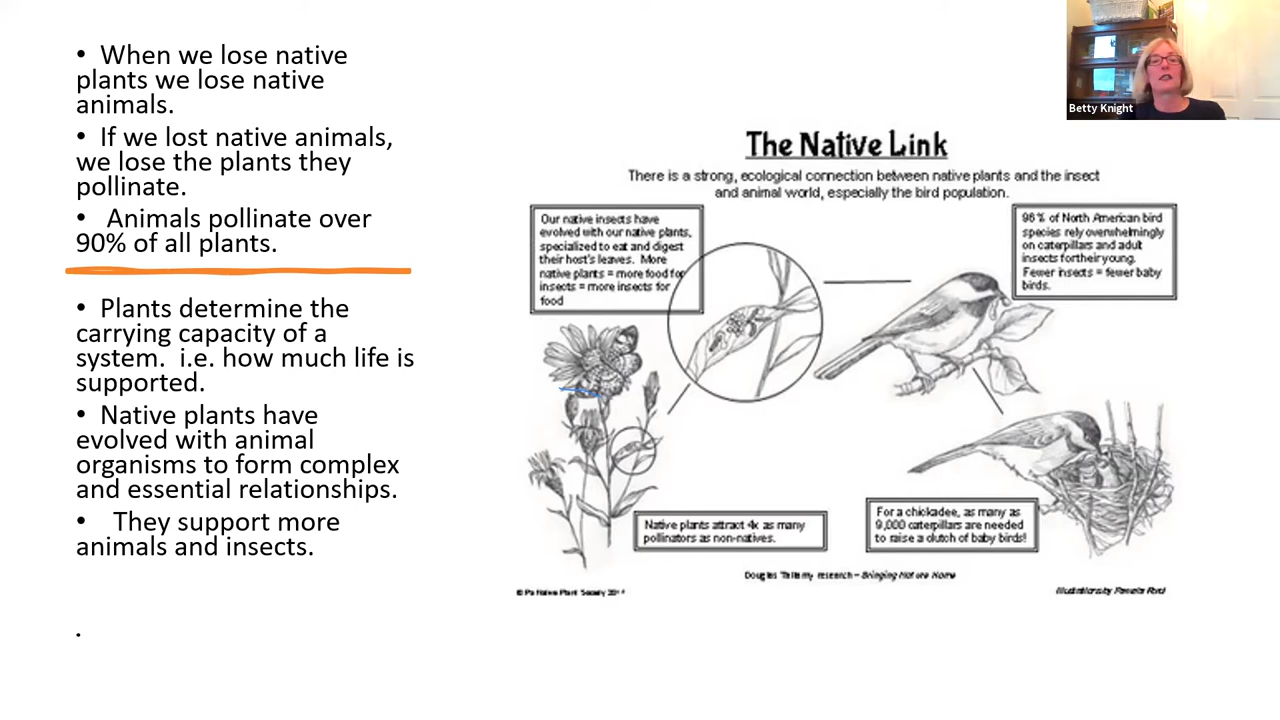 • When we lose native
plants we lose native
animals.
• If we lost native animals,
we lose the plants they
pollinate.
• Animals pollinate over
90% of all plants.
• Plants determine the
carrying capacity of a
system. i.e. how much life is
supported.
• Native plants have
evolved with animal
organisms to form complex
and essential relationships.
• They support more
animals and insects.
.
Betty Knight
The Native Link
There is a strong, ecological connection between native plants and the insect
and animal world, especially the bird population.
Our native insects have
evolved with our native plants,
specialized to eat and digest
their host's leaves. More
native plants = more food for
insects = more insects for
food
96% of North American bird
species rely overwhelmingly
on caterpillars and adult
insects for their young.
Fewer insects = fewer baby
birds.
Native plants attract 4x as many
pollinators as non-natives.
For a chickadee, as many as
9,000 caterpillars are needed
to raise a clutch of baby birds!
Douglas Tallamy research – Bringing Nature Home
© Pa Native Plant Society
Illustrations by Pamela